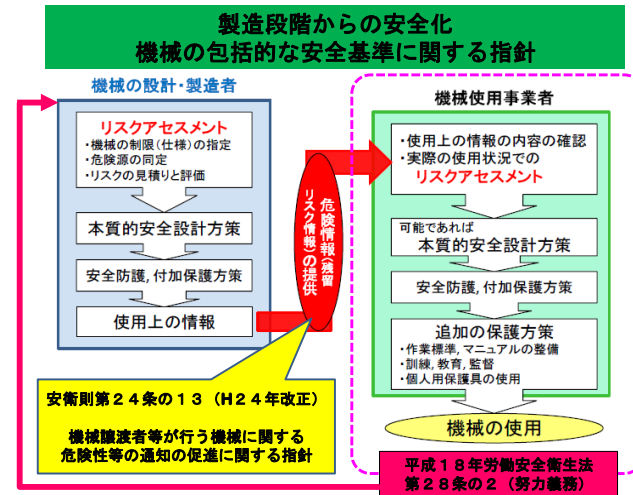 製造段階からの安全化
機械の包括的な安全基準に関する指針
機械の設計・製造者
リスクアセスメント
・機械の制限(仕様)の指定
・危険源の同定
・リスクの見積りと評価
本質的安全設計方策
安全防護, 付加保護方策
使用上の情報
危険情報(残留
リスク情報)の提供
機械使用事業者
・使用上の情報の内容の確認
・実際の使用状況での
リスクアセスメント
可能であれば
本質的安全設計方策
安全防護, 付加保護方策
追加の保護方策
・作業標準, マニュアルの整備
・訓練, 教育, 監督
・個人用保護具の使用
機械の使用
安衛則第24条の13 (H24年改正)
機械譲渡者等が行う機械に関する
危険性等の通知の促進に関する指針
平成18年労働安全衛生法
第28条の2 (努力義務)